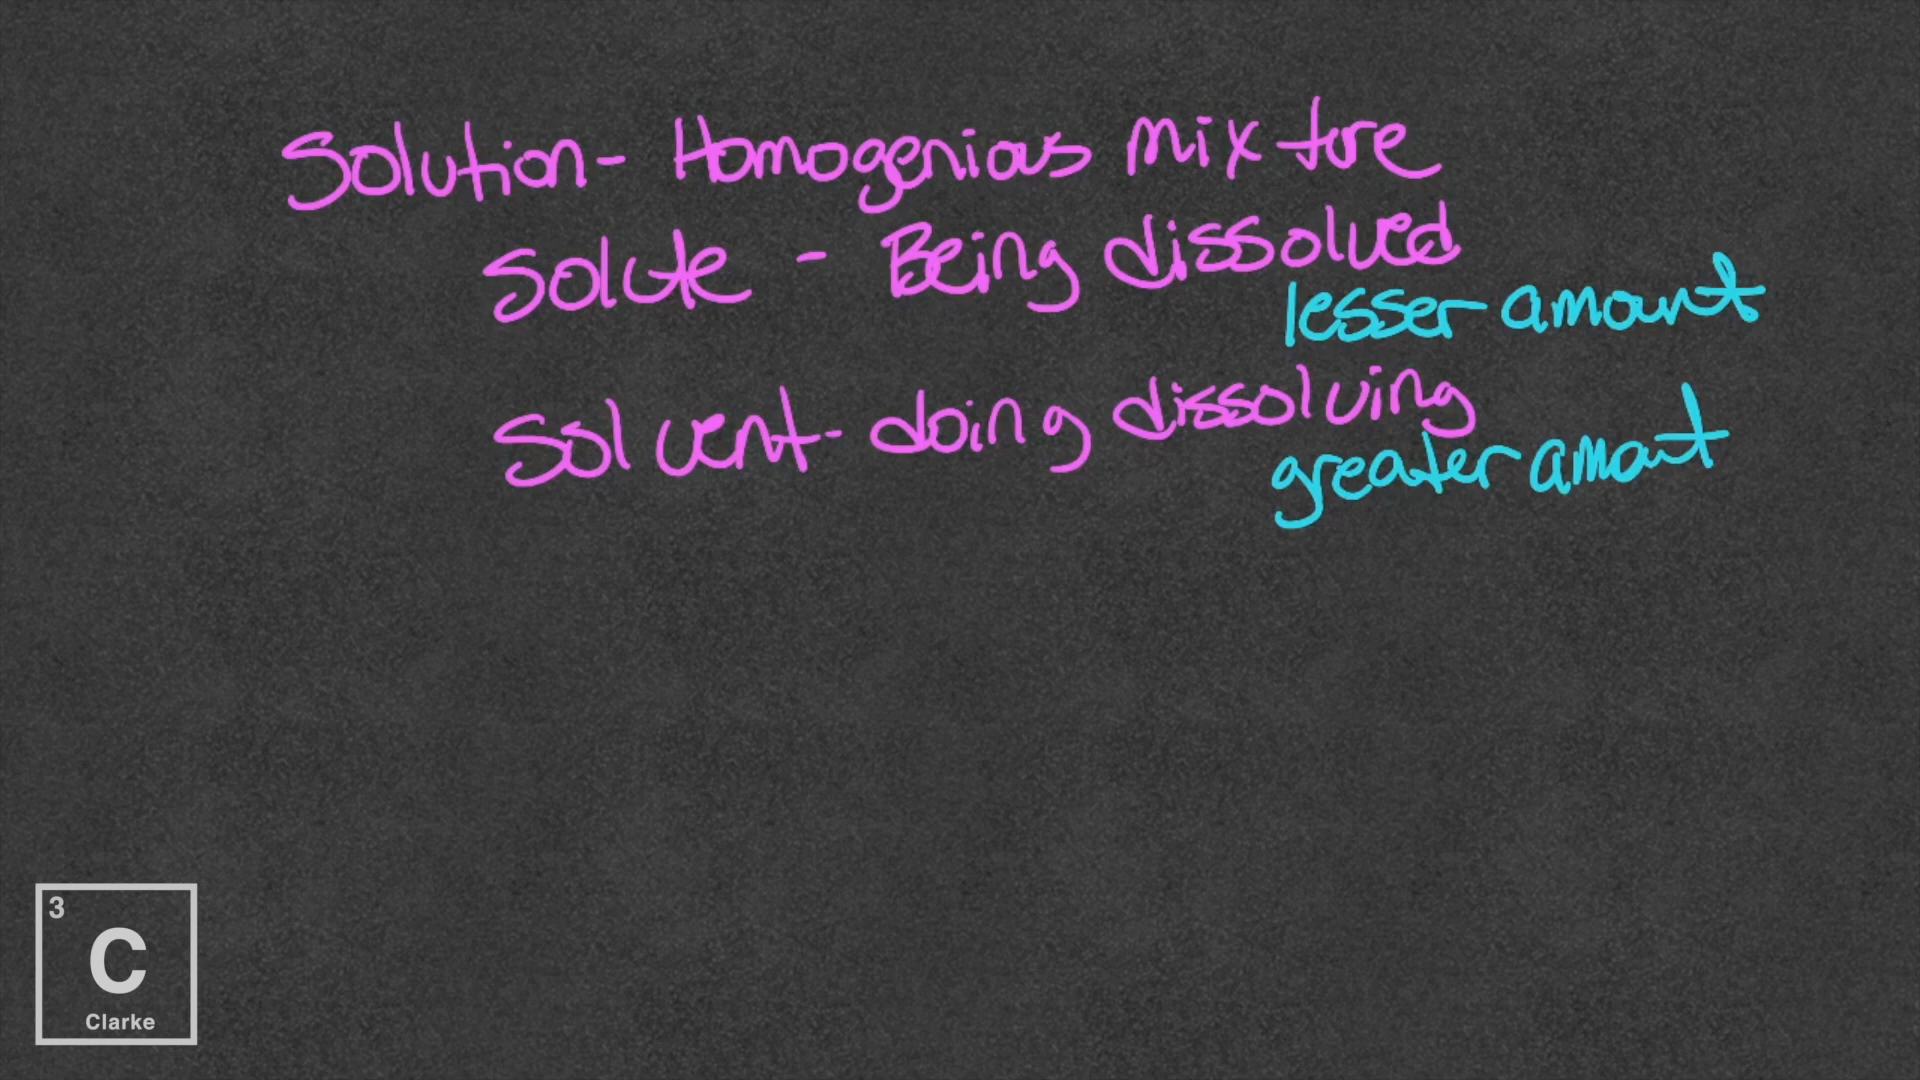 Solution - Homogenious mixture
Solute - Being dissolved
lesser amount
Solvent - doing dissolving
greater amount
3
C
Clarke